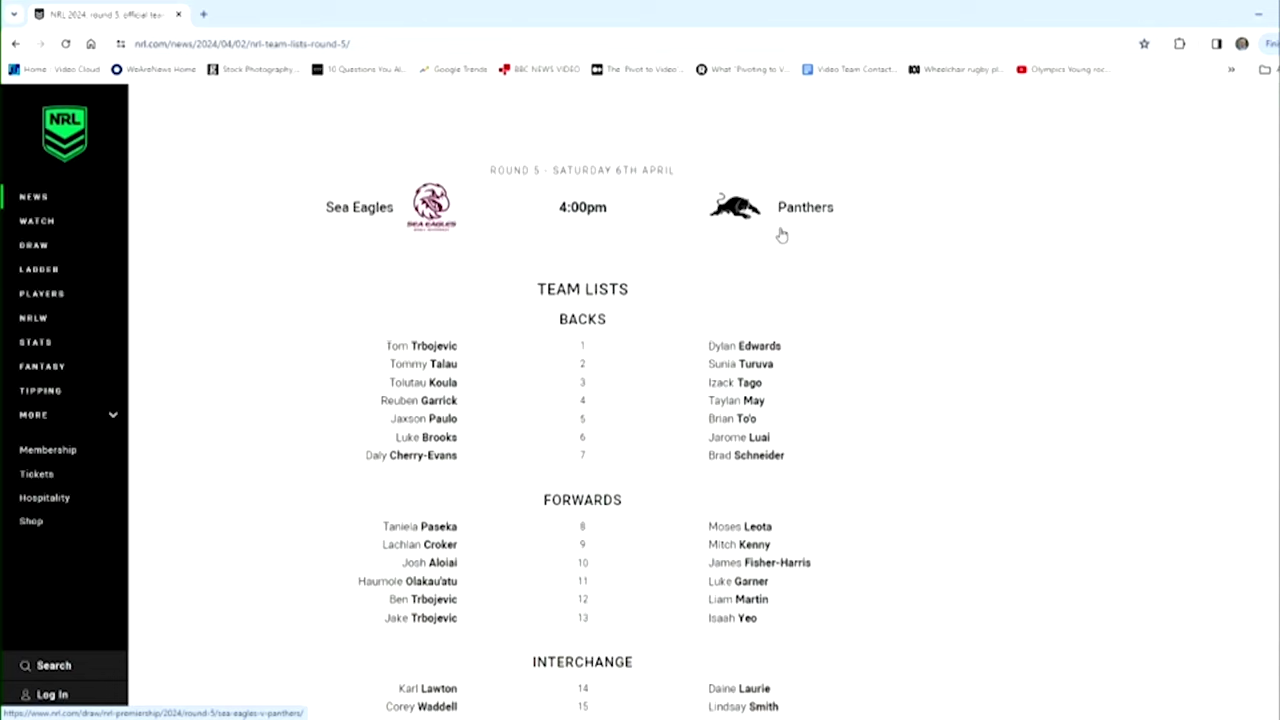 NRL 2024, round 5, official tea
nrl.com/news/2024/04/02/nrl-team-lists-round-5/
Home - Video Cloud WeAreNews Home Stock Photography... 10 Questions You Al... Google Trends BBC NEWS VIDEO The 'Pivot to Video'... What "Pivoting to V... Video Team Contact... Wheelchair rugby pl... Olympics Young roc...
NRL
NEWS
WATCH
DRAW
LADDER
PLAYERS
NRLW
STATS
FANTASY
TIPPING
MORE
Membership
Tickets
Hospitality
Shop
Search
Log In
ROUND 5 - SATURDAY 6TH APRIL
Sea Eagles SEA EAGLES 4:00pm Panthers
TEAM LISTS
BACKS
Tom Trbojevic 1 Dylan Edwards
Tommy Talau 2 Sunia Turuva
Tolutau Koula 3 Izack Tago
Reuben Garrick 4 Taylan May
Jaxson Paulo 5 Brian To'o
Luke Brooks 6 Jarome Luai
Daly Cherry-Evans 7 Brad Schneider
FORWARDS
Taniela Paseka 8 Moses Leota
Lachlan Croker 9 Mitch Kenny
Josh Aloiai 10 James Fisher-Harris
Haumole Olakau'atu 11 Luke Garner
Ben Trbojevic 12 Liam Martin
Jake Trbojevic 13 Isaah Yeo
INTERCHANGE
Karl Lawton 14 Daine Laurie
Corey Waddell 15 Lindsay Smith
https://www.nrl.com/draw/nrl-premiership/2024/round-5/sea-eagles-v-panthers/